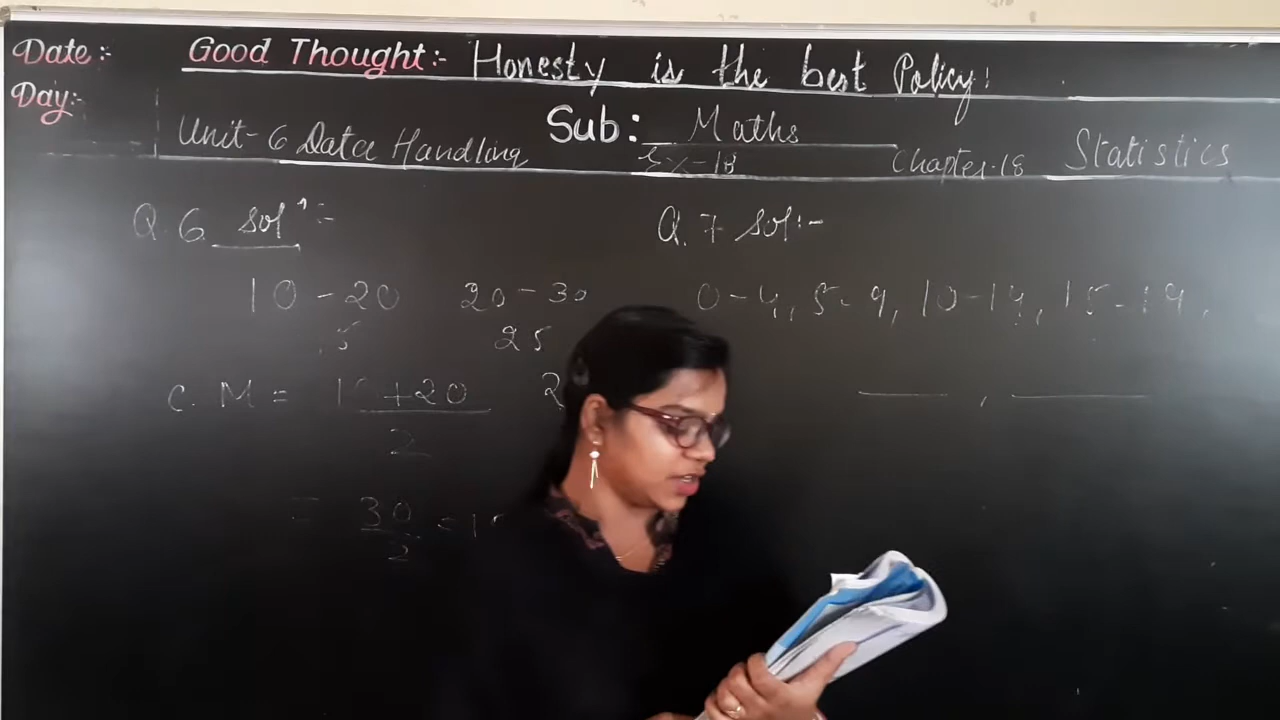 Date:- Good Thought:- Honesty is the best Policy!
Day:-
Unit-6 Data Handling Sub: Maths Chapter-18 Statistics
Ex-18
Q.6. Sol^n:-
10-20 20-30
15 25
C.M = 10+20
2
= 30
2
Q.7 Sol:-
0-4, 5-9, 10-14, 15-19,